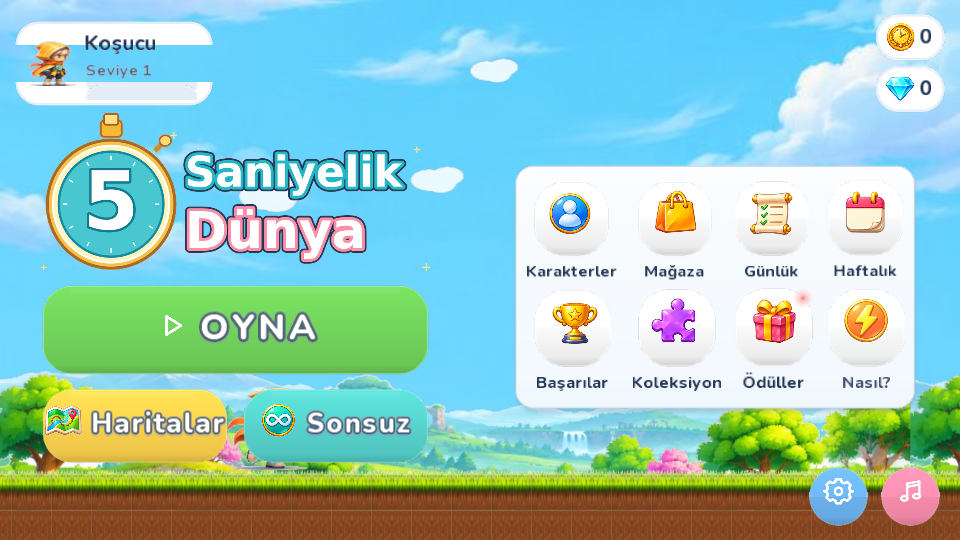 Koşucu
Seviye 1
0
0
5
Saniyelik
Dünya
OYNA
Haritalar
Sonsuz
Karakterler
Mağaza
Günlük
Haftalık
Başarılar
Koleksiyon
Ödüller
Nasıl?